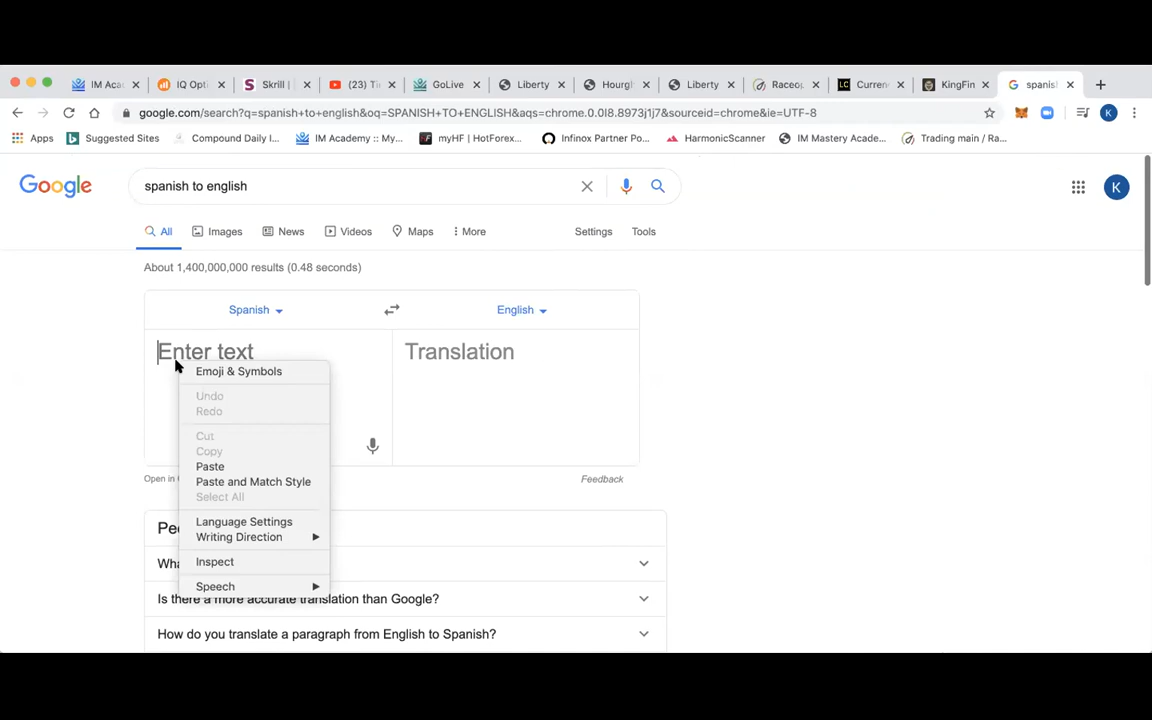 IM Aca
IQ Opti
Skrill |
(23) Ti
GoLive
Liberty
Hourgl
Liberty
Raceo
Curren
KingFin
spanis
google.com/search?q=spanish+to+english&oq=SPANISH+TO+ENGLISH&aqs=chrome.0.0l8.8973j1j7&sourceid=chrome&ie=UTF-8
K
Apps
Suggested Sites
Compound Daily I...
IM Academy :: My...
myHF | HotForex...
Infinox Partner Po...
HarmonicScanner
IM Mastery Acade...
Trading main / Ra...
Google
spanish to english
K
All
Images
News
Videos
Maps
More
Settings
Tools
About 1,400,000,000 results (0.48 seconds)
Spanish
English
Enter text
Translation
Emoji & Symbols
Undo
Redo
Cut
Copy
Paste
Paste and Match Style
Select All
Language Settings
Writing Direction
Inspect
Speech
Open in
Feedback
Is there a more accurate translation than Google?
How do you translate a paragraph from English to Spanish?